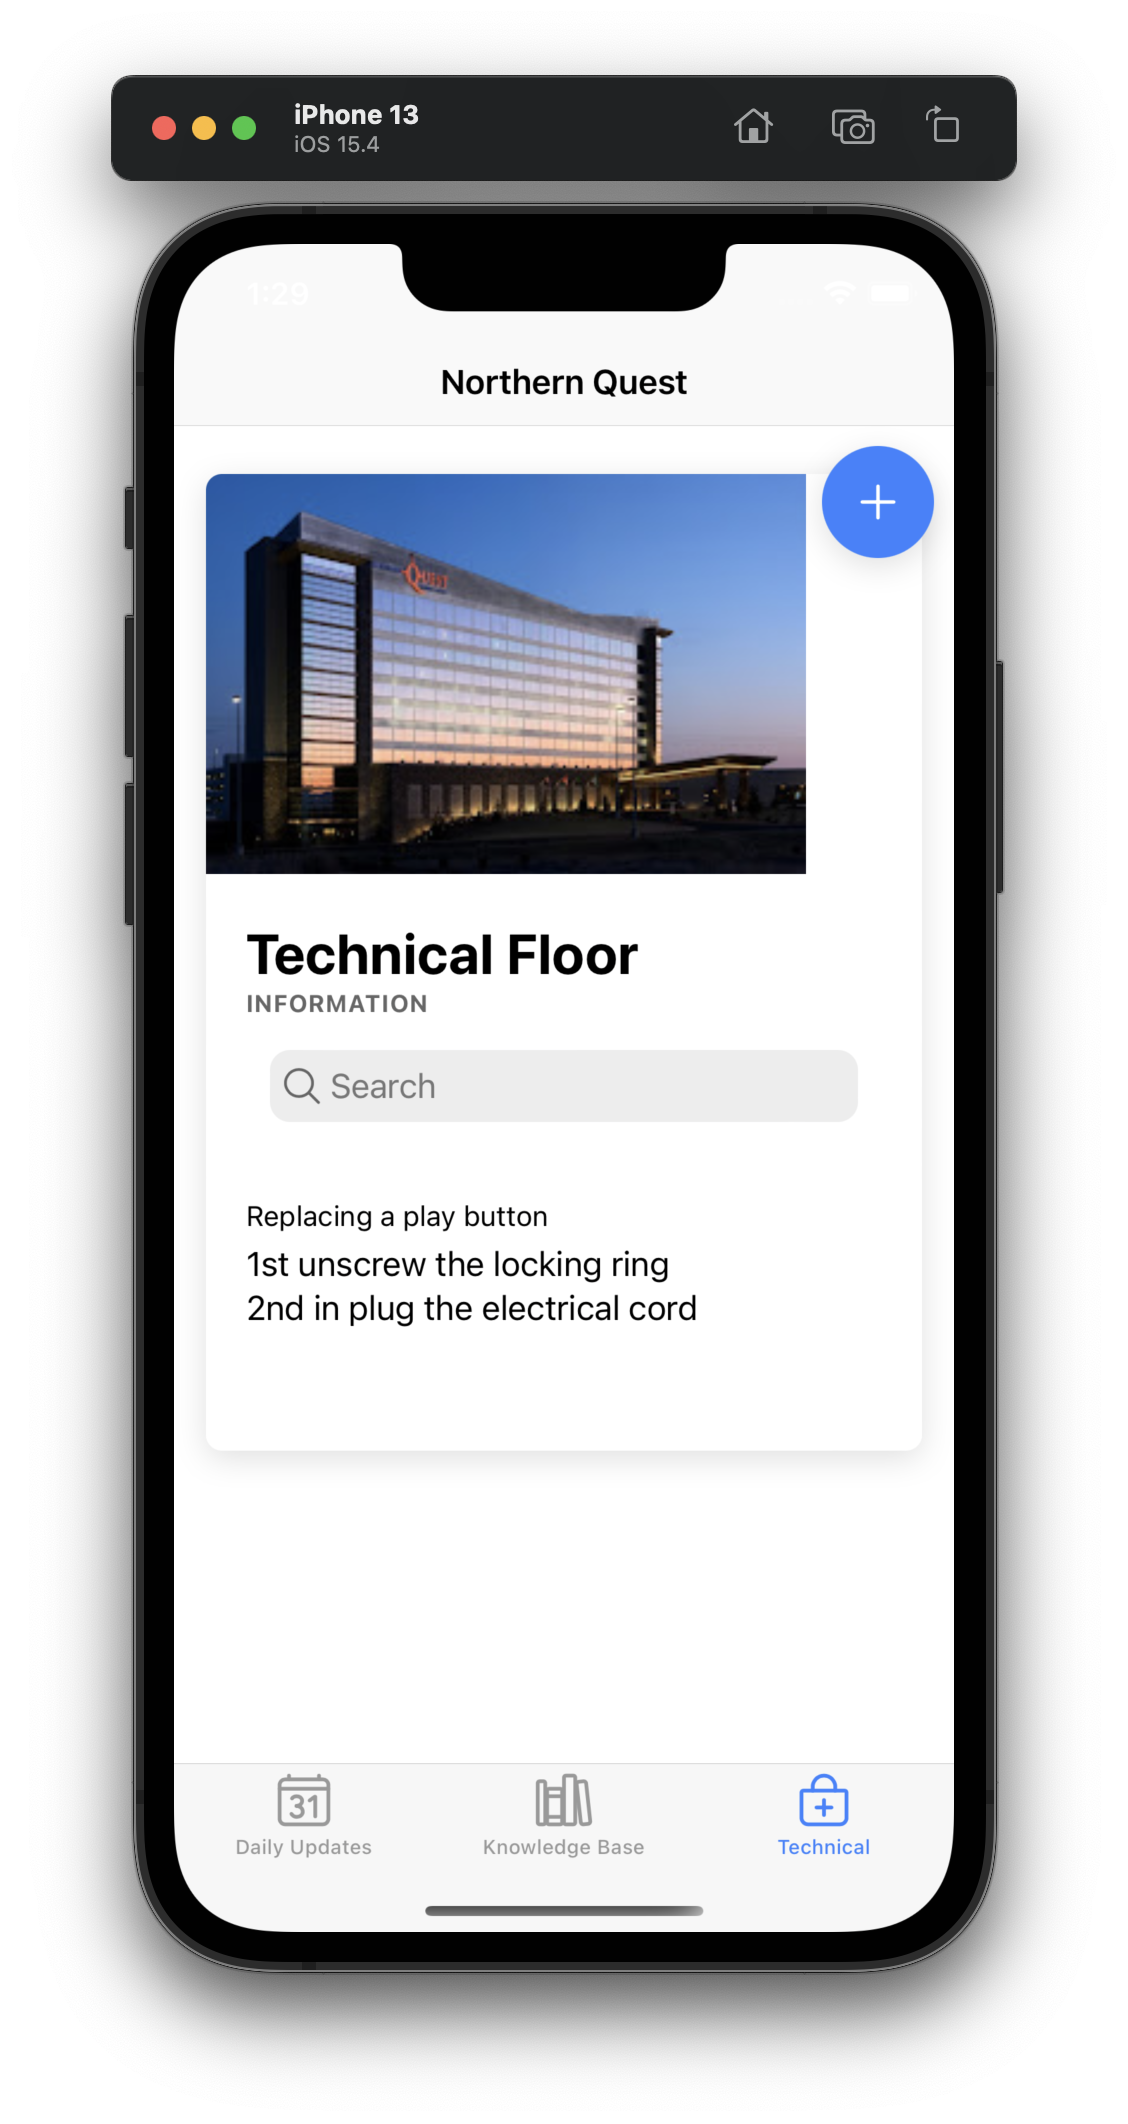 iPhone 13
iOS 15.4
1:29
Northern Quest
QUEST
Technical Floor
INFORMATION
Search
Replacing a play button
1st unscrew the locking ring
2nd in plug the electrical cord
31
Daily Updates
Knowledge Base
Technical